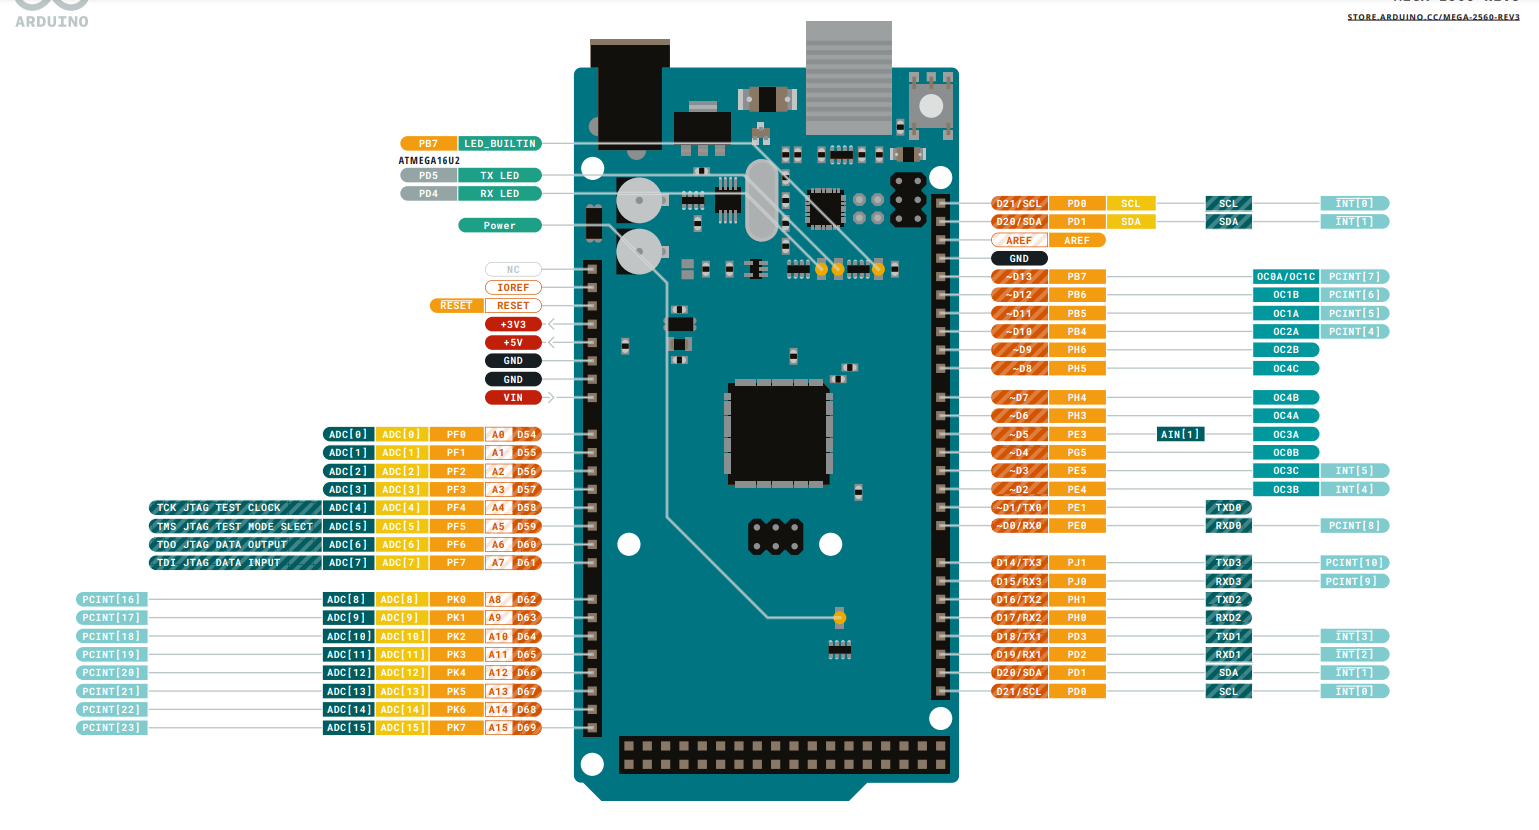 ARDUINO
STORE.ARDUINO.CC/MEGA-2560-REV3
PB7 LED_BUILTIN
ATMEGA16U2
PD5 TX LED
PD4 RX LED
Power
NC
IOREF
RESET RESET
+3V3
+5V
GND
GND
VIN
ADC[0] ADC[0] PF0 A0 D54
ADC[1] ADC[1] PF1 A1 D55
ADC[2] ADC[2] PF2 A2 D56
ADC[3] ADC[3] PF3 A3 D57
TCK JTAG TEST CLOCK ADC[4] ADC[4] PF4 A4 D58
TMS JTAG TEST MODE SLECT ADC[5] ADC[5] PF5 A5 D59
TDO JTAG DATA OUTPUT ADC[6] ADC[6] PF6 A6 D60
TDI JTAG DATA INPUT ADC[7] ADC[7] PF7 A7 D61
PCINT[16] ADC[8] ADC[8] PK0 A8 D62
PCINT[17] ADC[9] ADC[9] PK1 A9 D63
PCINT[18] ADC[10] ADC[10] PK2 A10 D64
PCINT[19] ADC[11] ADC[11] PK3 A11 D65
PCINT[20] ADC[12] ADC[12] PK4 A12 D66
PCINT[21] ADC[13] ADC[13] PK5 A13 D67
PCINT[22] ADC[14] ADC[14] PK6 A14 D68
PCINT[23] ADC[15] ADC[15] PK7 A15 D69
D21/SCL PD0 SCL SCL INT[0]
D20/SDA PD1 SDA SDA INT[1]
AREF AREF
GND
~D13 PB7 OC0A/OC1C PCINT[7]
~D12 PB6 OC1B PCINT[6]
~D11 PB5 OC1A PCINT[5]
~D10 PB4 OC2A PCINT[4]
~D9 PH6 OC2B
~D8 PH5 OC4C
~D7 PH4 OC4B
~D6 PH3 OC4A
~D5 PE3 AIN[1] OC3A
~D4 PG5 OC0B
~D3 PE5 OC3C INT[5]
~D2 PE4 OC3B INT[4]
~D1/TX0 PE1 TXD0
~D0/RX0 PE0 RXD0 PCINT[8]
D14/TX3 PJ1 TXD3 PCINT[10]
D15/RX3 PJ0 RXD3 PCINT[9]
D16/TX2 PH1 TXD2
D17/RX2 PH0 RXD2
D18/TX1 PD3 TXD1 INT[3]
D19/RX1 PD2 RXD1 INT[2]
D20/SDA PD1 SDA INT[1]
D21/SCL PD0 SCL INT[0]